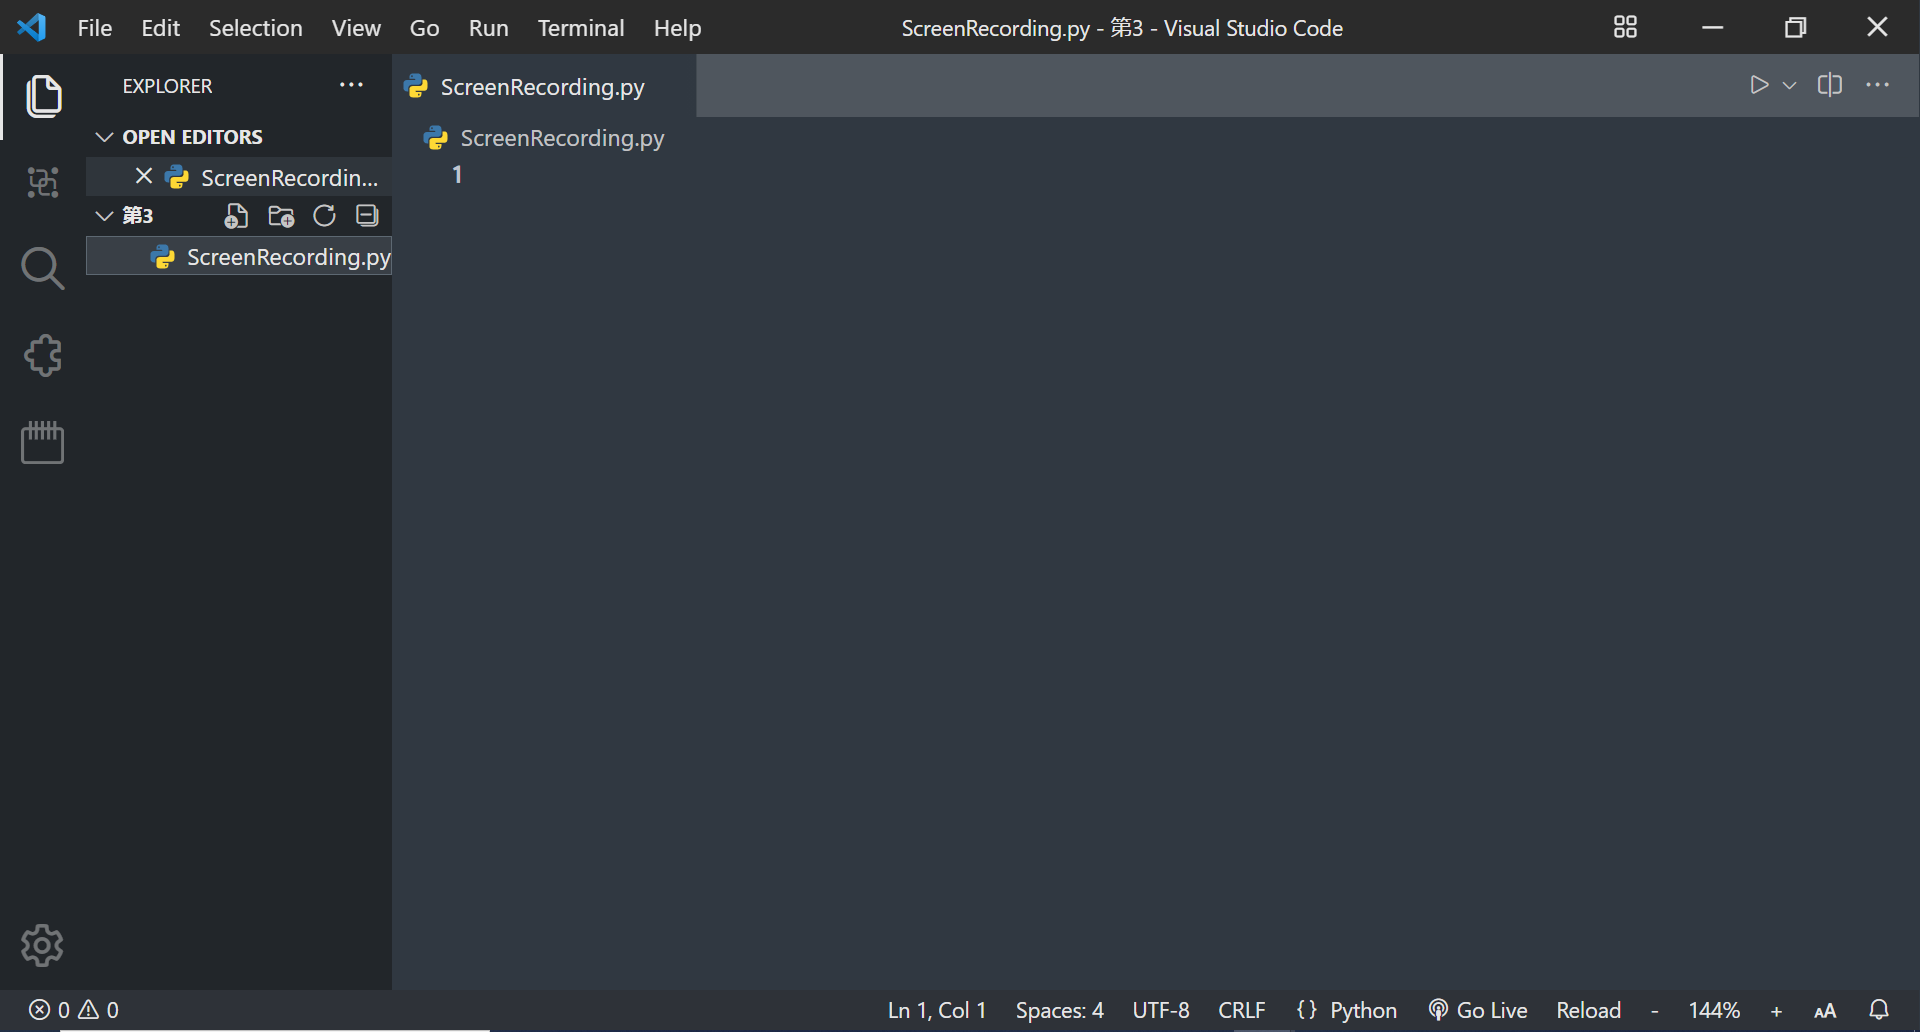 File Edit Selection View Go Run Terminal Help ScreenRecording.py - 第3 - Visual Studio Code
EXPLORER
OPEN EDITORS
ScreenRecordin...
第3
ScreenRecording.py
ScreenRecording.py
ScreenRecording.py
1
0 0 Ln 1, Col 1 Spaces: 4 UTF-8 CRLF {} Python Go Live Reload - 144% + AA